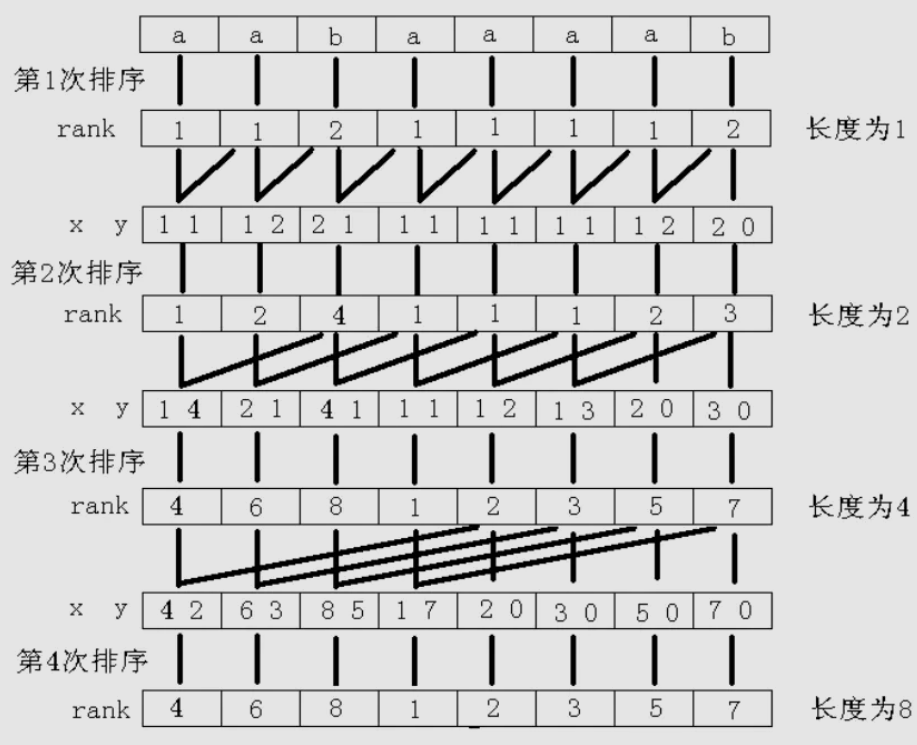 a a b a a a a b
第1次排序
rank 1 1 2 1 1 1 1 2 长度为1
x y 1 1 1 2 2 1 1 1 1 1 1 1 1 2 2 0
第2次排序
rank 1 2 4 1 1 1 2 3 长度为2
x y 1 4 2 1 4 1 1 1 1 2 1 3 2 0 3 0
第3次排序
rank 4 6 8 1 2 3 5 7 长度为4
x y 4 2 6 3 8 5 1 7 2 0 3 0 5 0 7 0
第4次排序
rank 4 6 8 1 2 3 5 7 长度为8